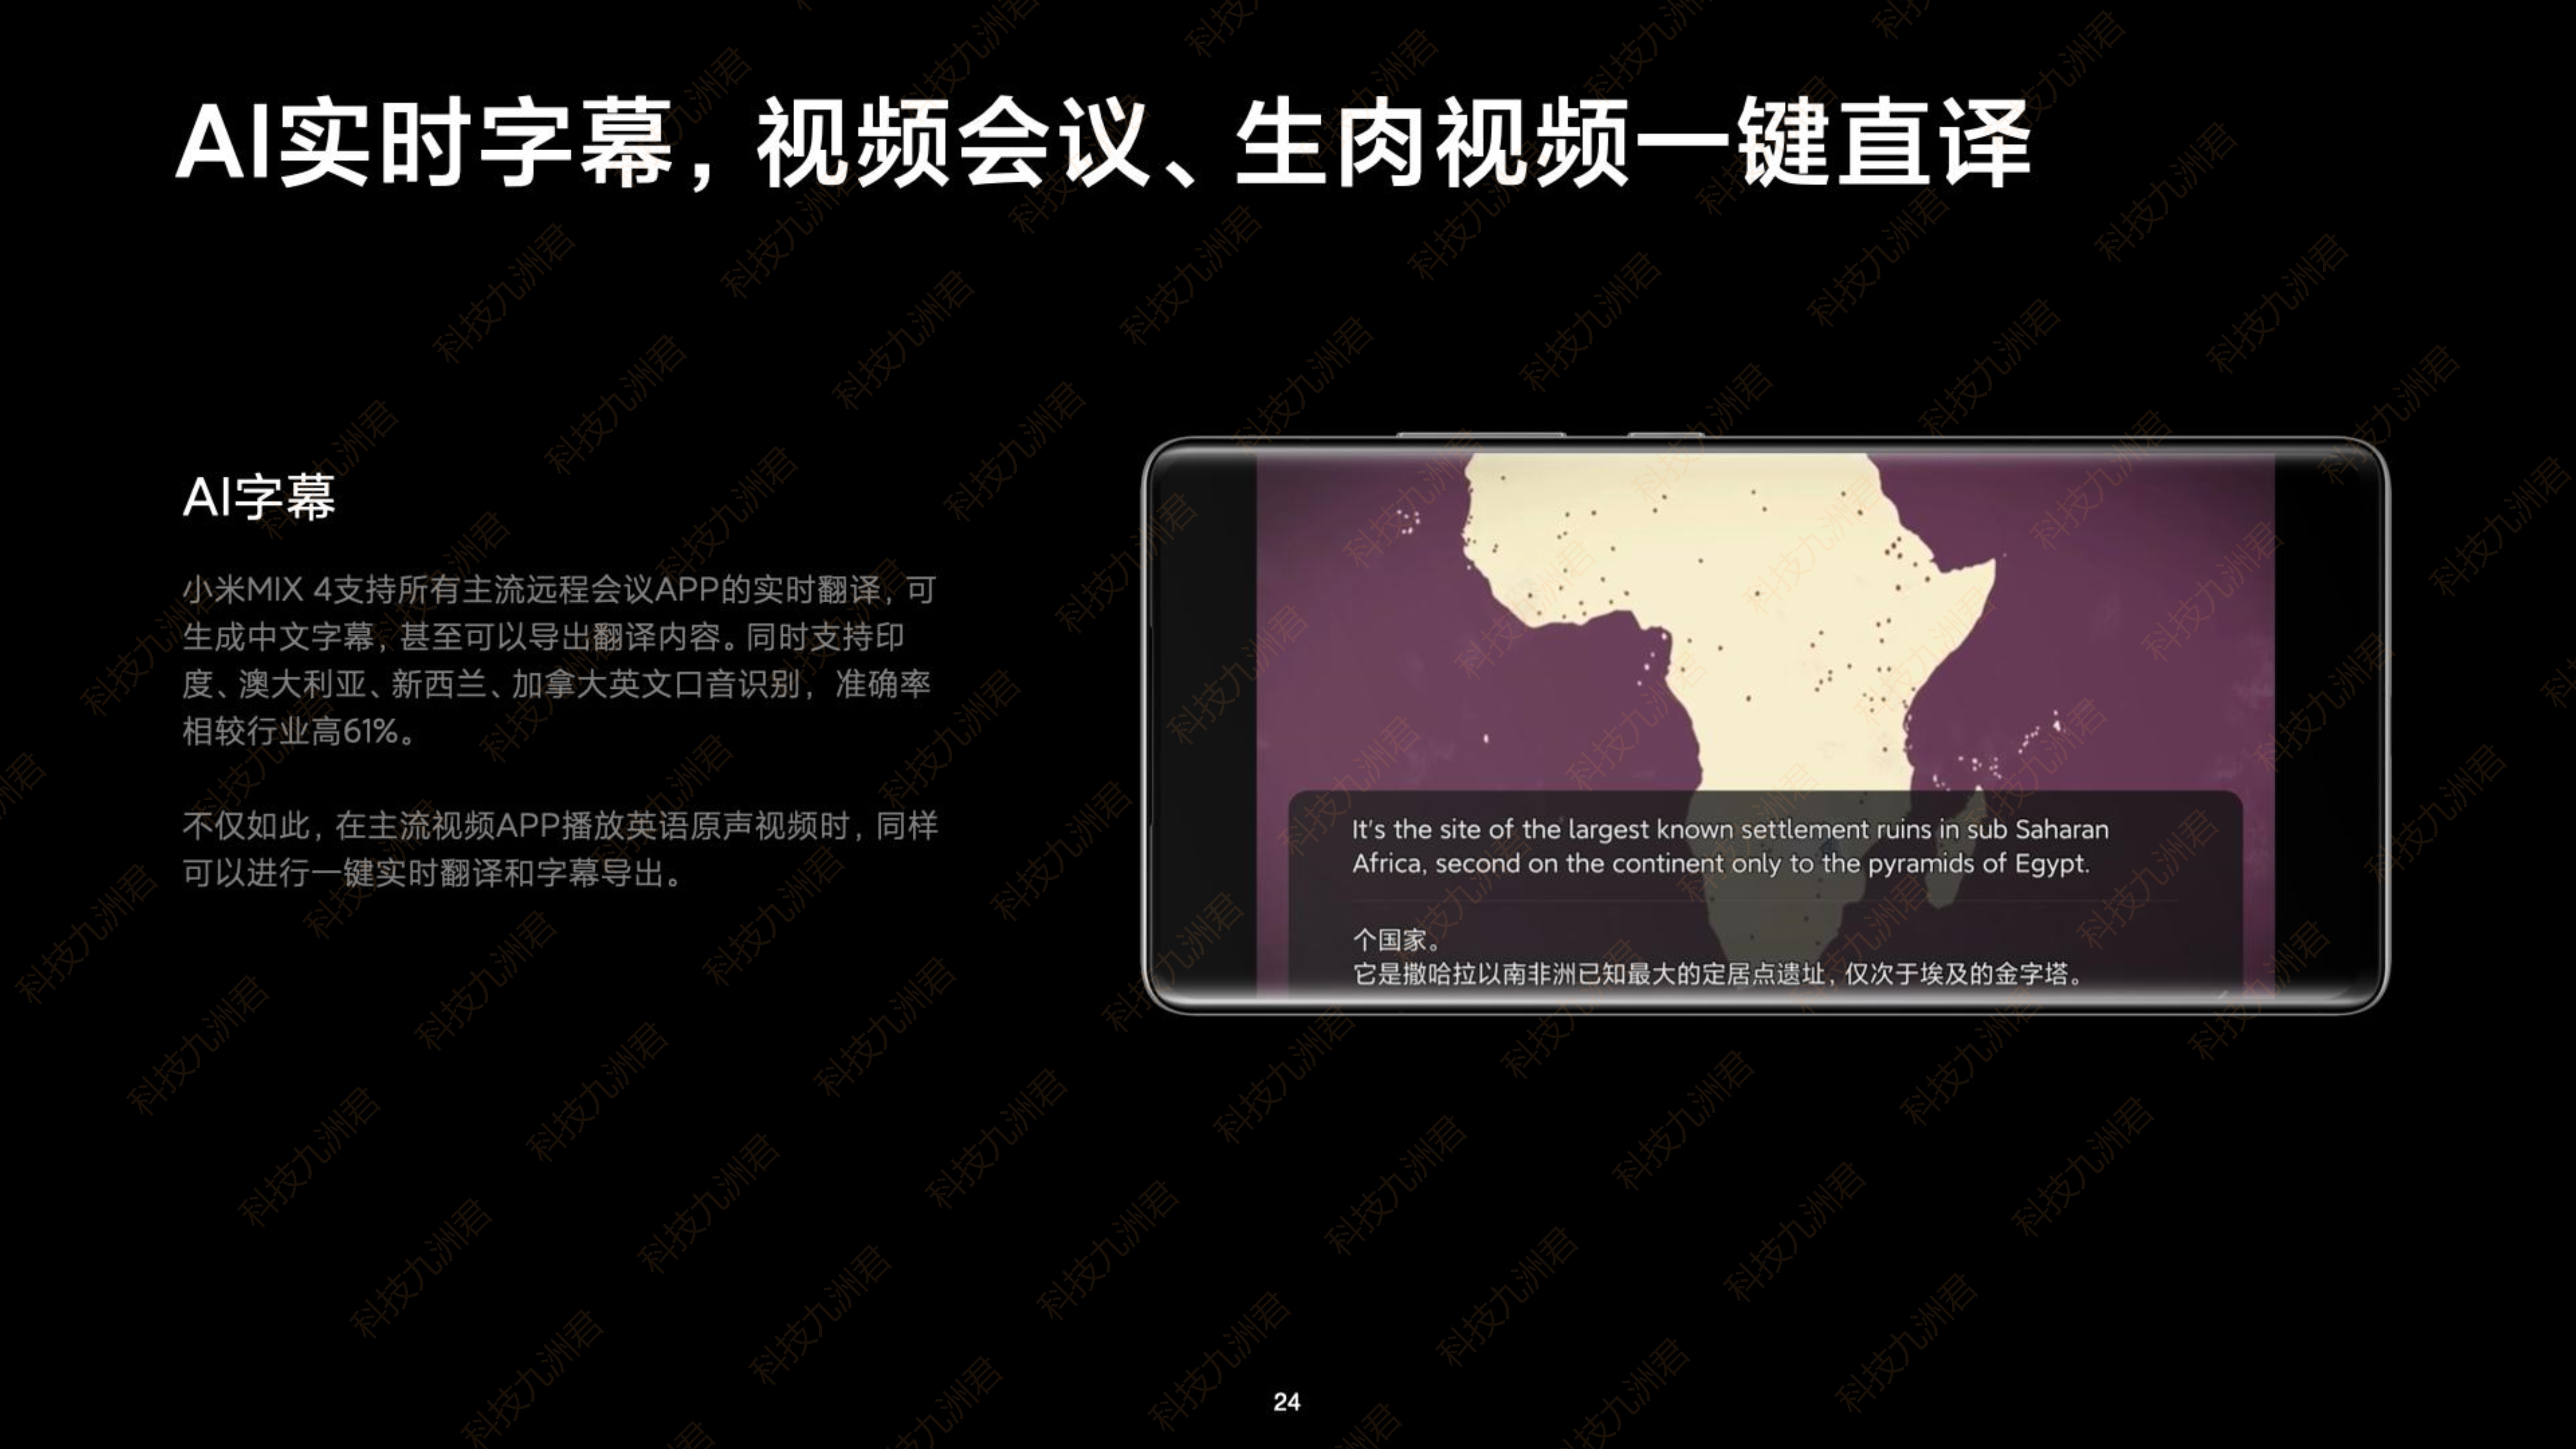 AI实时字幕，视频会议、生肉视频一键直译
AI字幕
小米MIX 4支持所有主流远程会议APP的实时翻译，可
生成中文字幕，甚至可以导出翻译内容。同时支持印
度、澳大利亚、新西兰、加拿大英文口音识别，准确率
相较行业高61%。
不仅如此，在主流视频APP播放英语原声视频时，同样
可以进行一键实时翻译和字幕导出。
It's the site of the largest known settlement ruins in sub Saharan
Africa, second on the continent only to the pyramids of Egypt.
个国家。
它是撒哈拉以南非洲已知最大的定居点遗址，仅次于埃及的金字塔。
24
科技九洲君